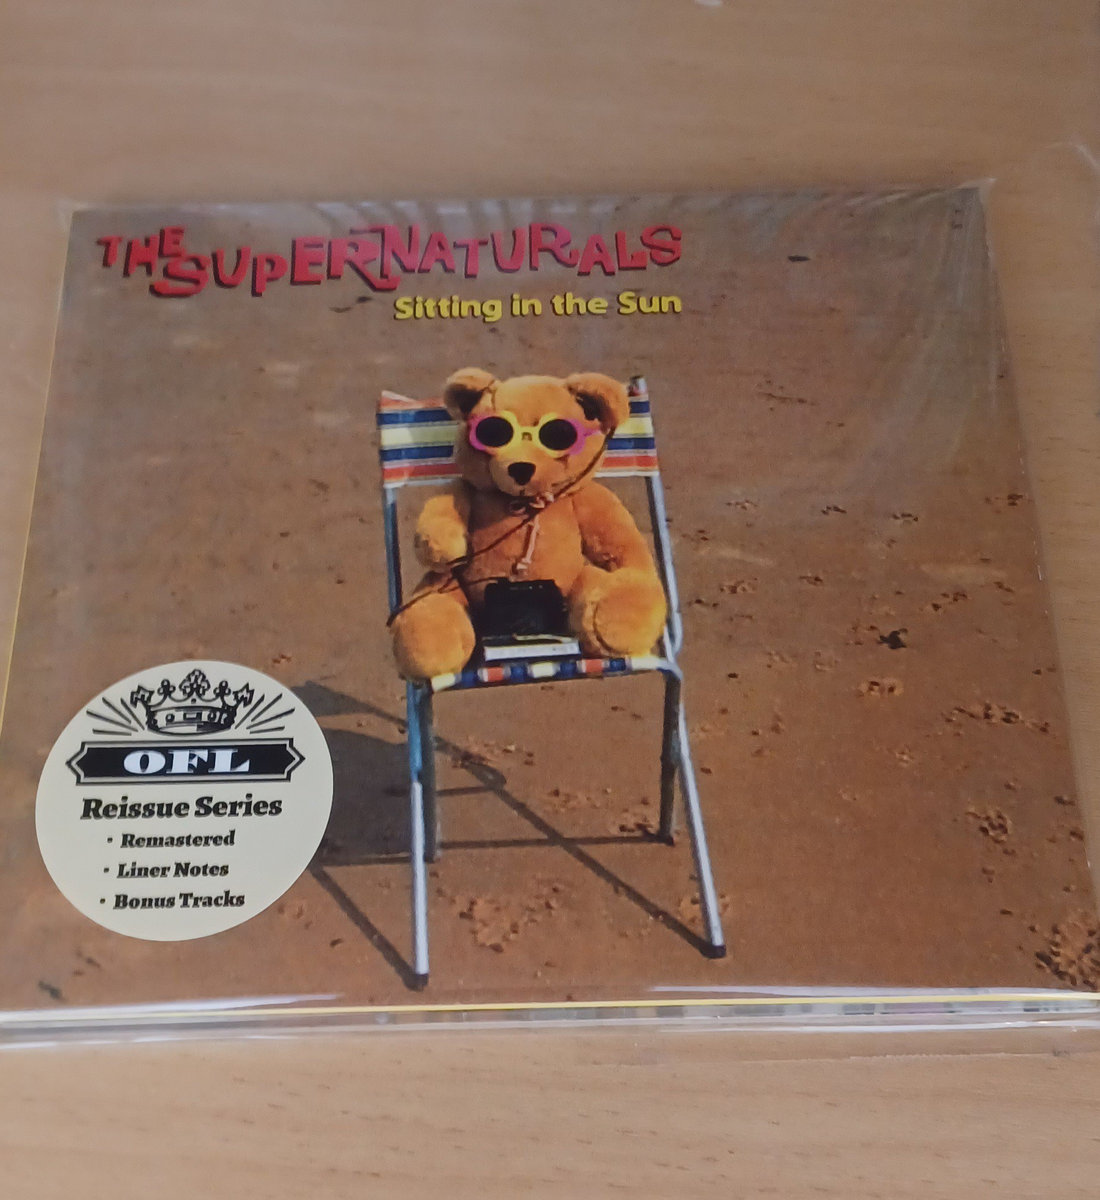 THE SUPERNATURALS
Sitting in the Sun
OFL
Reissue Series
• Remastered
• Liner Notes
• Bonus Tracks